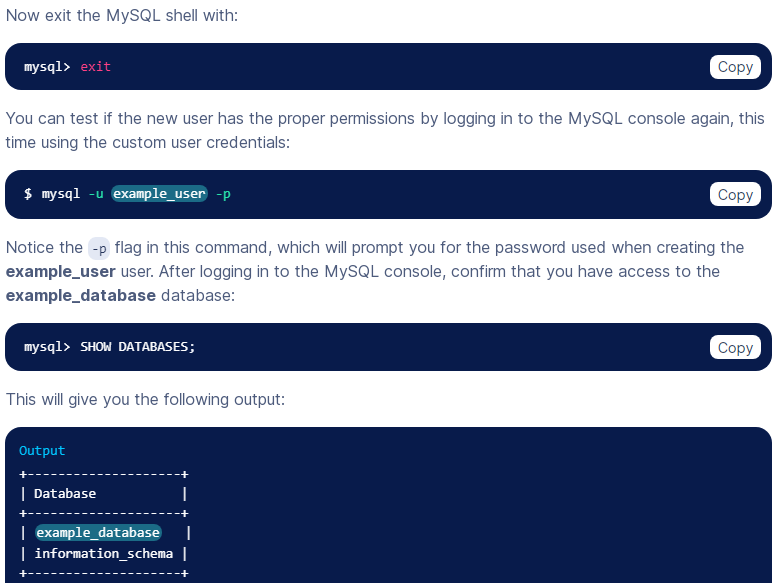 Now exit the MySQL shell with:
mysql> exit
Copy
You can test if the new user has the proper permissions by logging in to the MySQL console again, this
time using the custom user credentials:
$ mysql -u example_user -p
Copy
Notice the -p flag in this command, which will prompt you for the password used when creating the
example_user user. After logging in to the MySQL console, confirm that you have access to the
example_database database:
mysql> SHOW DATABASES;
Copy
This will give you the following output:
Output
+--------------------+
| Database           |
+--------------------+
| example_database   |
| information_schema |
+--------------------+